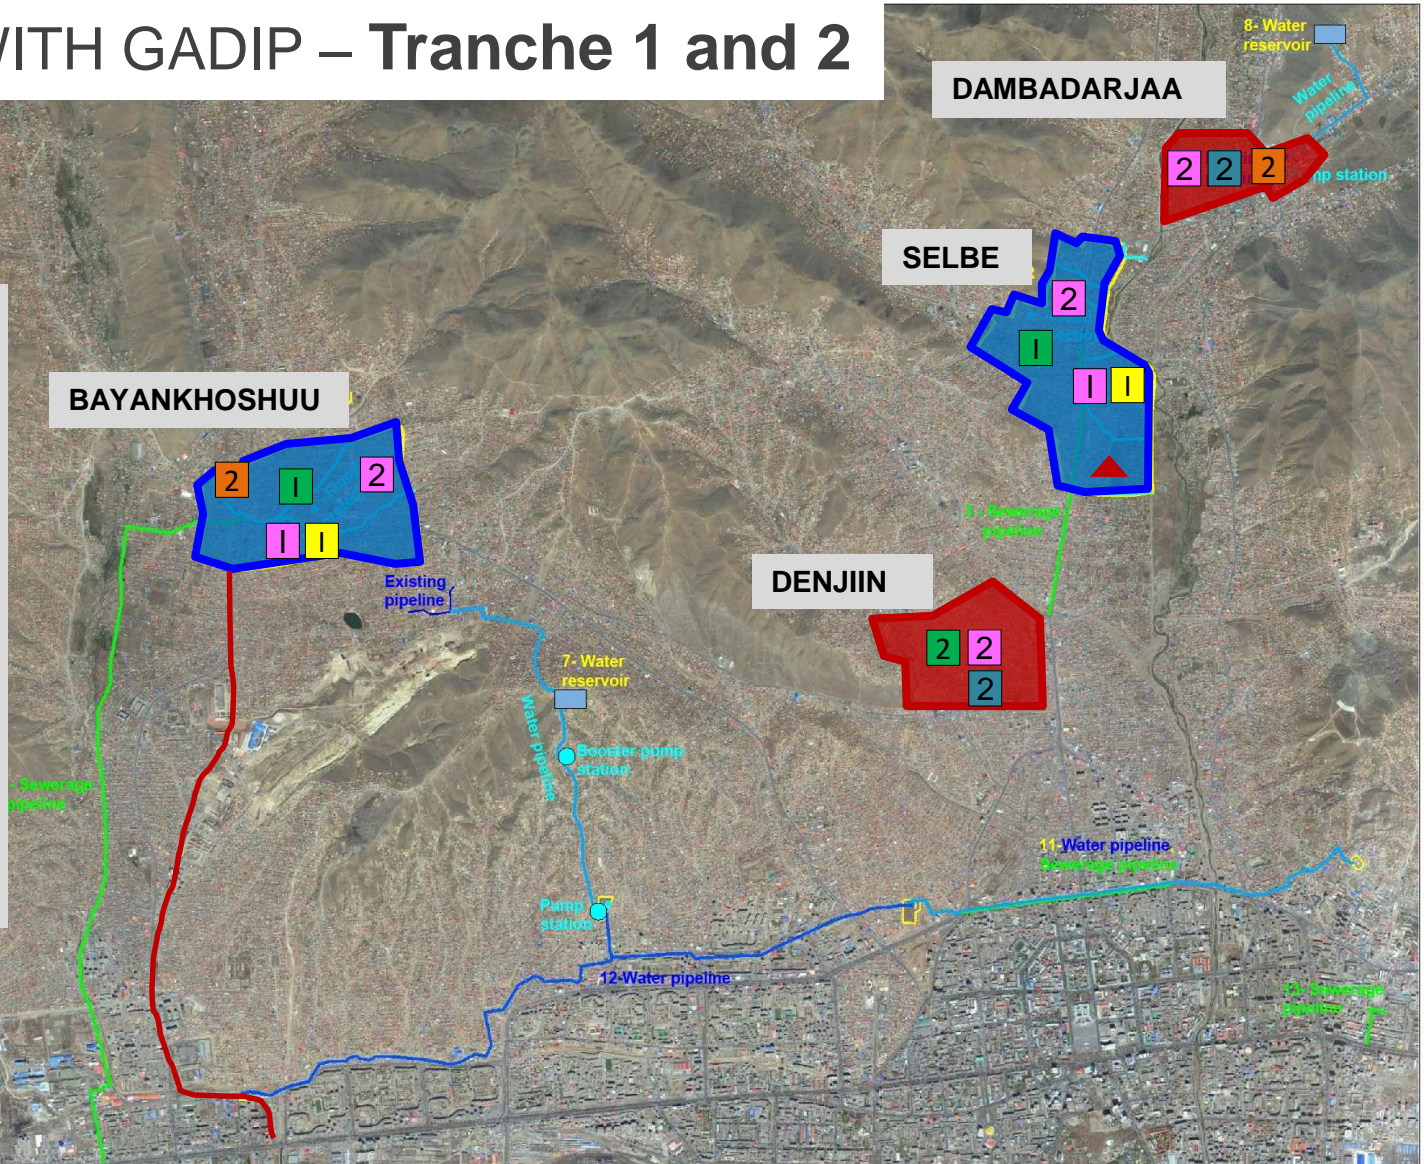 WITH GADIP – Tranche 1 and 2
8- Water
reservoir
DAMBADARJAA
Water
pipeline
2 2 2
station
SELBE
2
I
I I
BAYANKHOSHUU
2 I 2
I I
3 - Sewerage
pipeline
DENJIIN
Existing
pipeline
2 2
2
7- Water
reservoir
Water pipeline
Booster pump
station
- Sewerage
pipeline
11-Water pipeline,
Sewerage pipeline
Pump
station
12-Water pipeline
13- Sewerage
pipeline